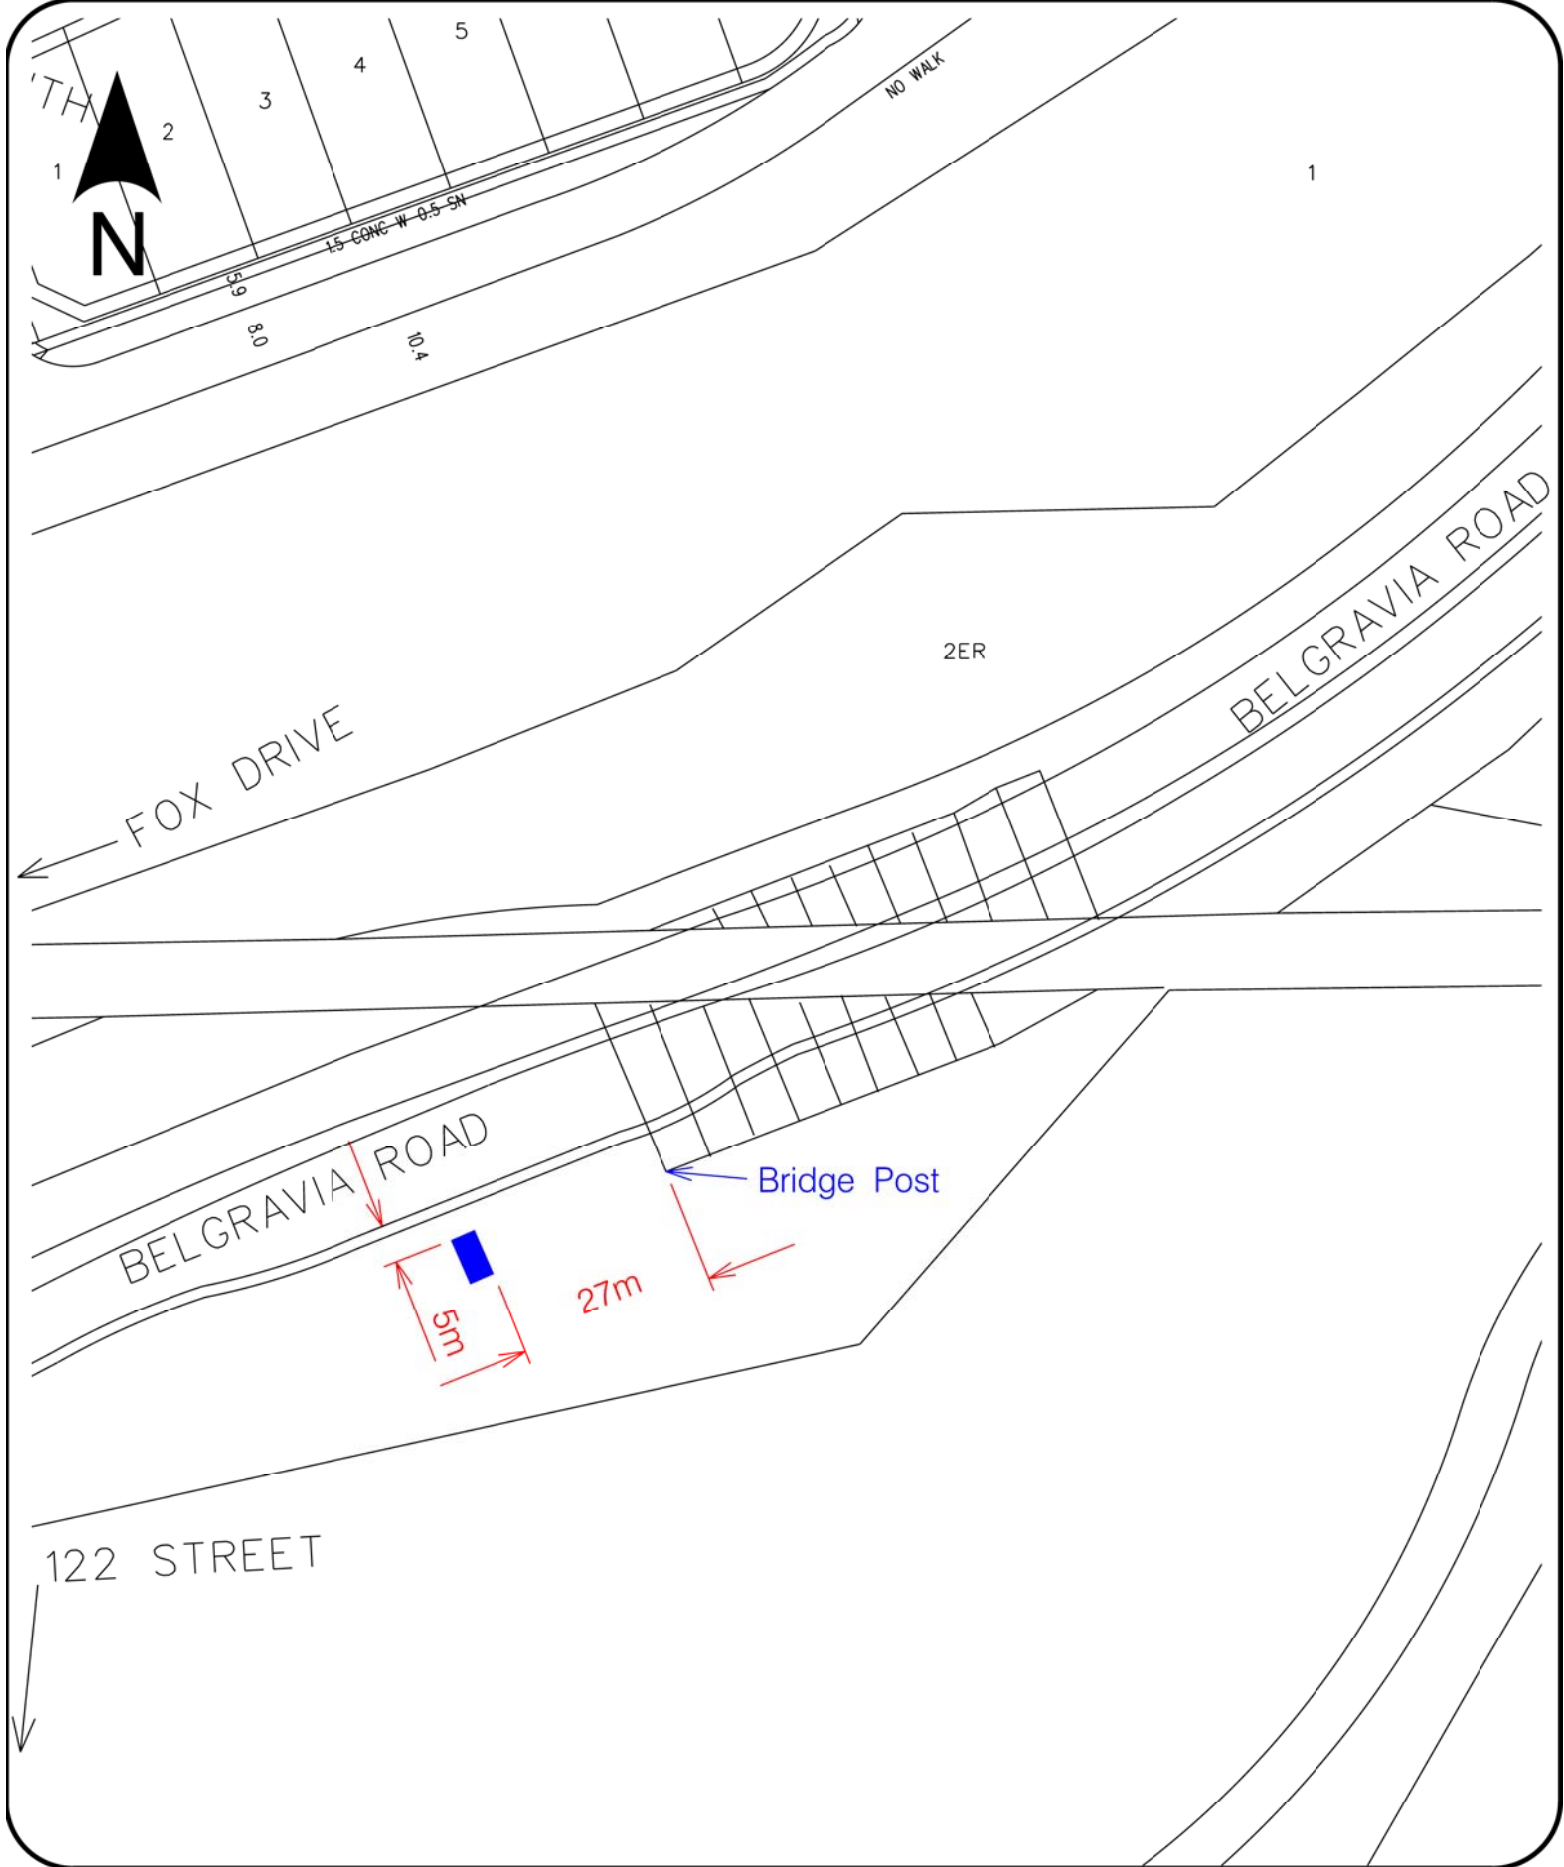 5
4
3
'TH
2
1
NO WALK
1
N
1.5 CONC W 0.5 SN
5.9
8.0
10.4
BELGRAVIA ROAD
2ER
FOX DRIVE
BELGRAVIA ROAD
Bridge Post
27m
5m
122 STREET